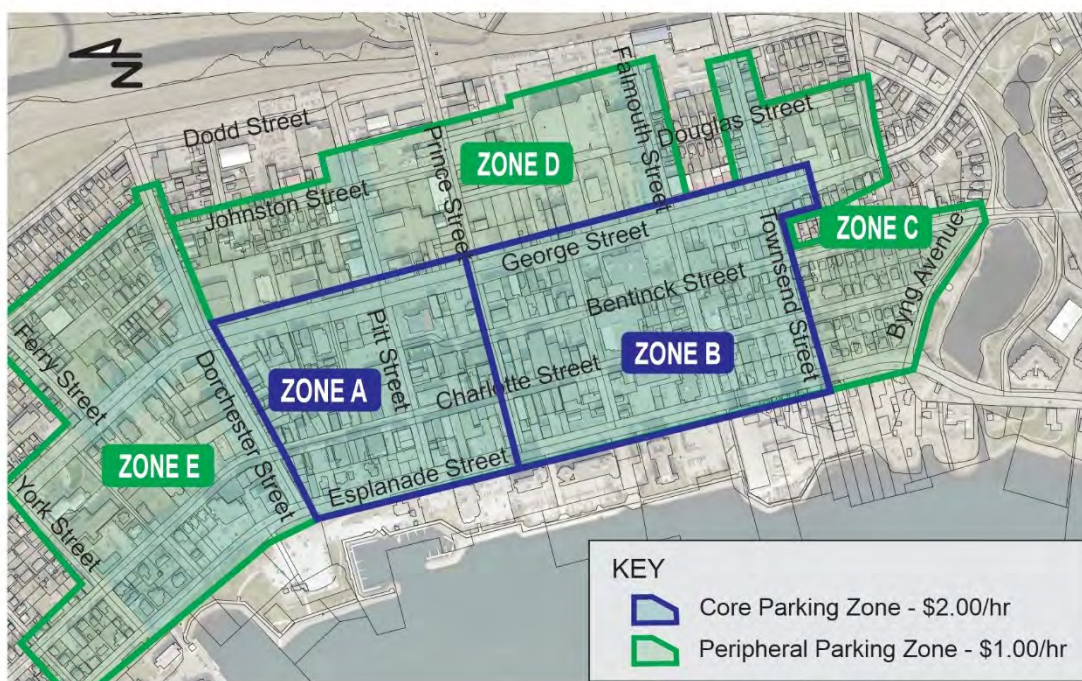 N
Dodd Street
Prince Street
Falmouth Street
Douglas Street
ZONE D
Johnston Street
George Street
Townsend Street
ZONE C
Byng Avenue
Bentinck Street
Ferry Street
Dorchester Street
Pitt Street
ZONE A
ZONE B
Charlotte Street
ZONE E
Esplanade Street
York Street
KEY
Core Parking Zone - $2.00/hr
Peripheral Parking Zone - $1.00/hr